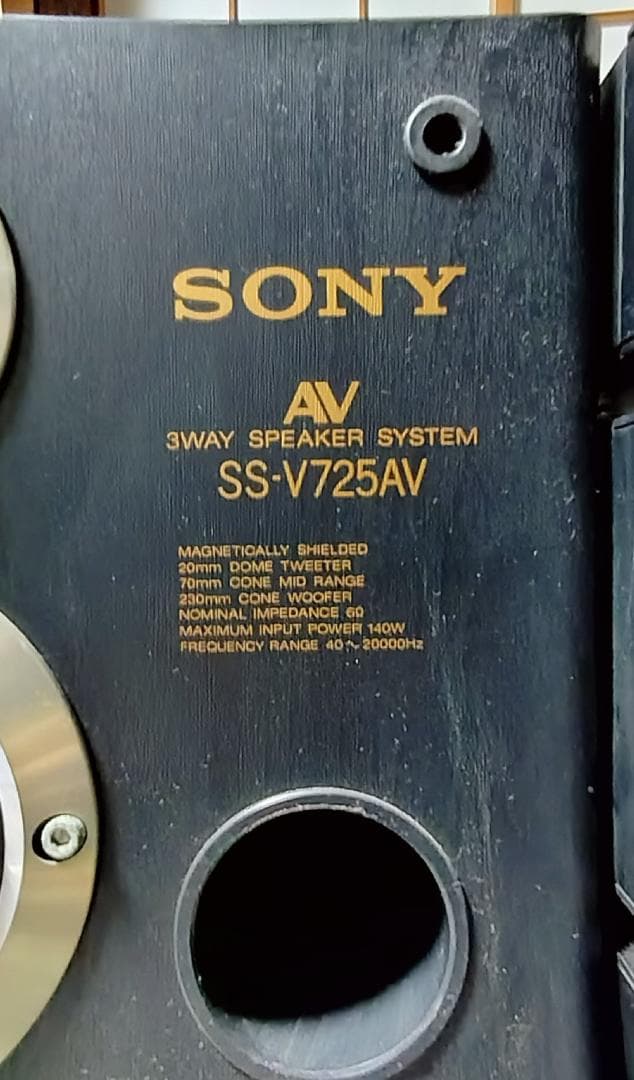 SONY
AV
3WAY SPEAKER SYSTEM
SS-V725AV
MAGNETICALLY SHIELDED
20mm DOME TWEETER
70mm CONE MID RANGE
230mm CONE WOOFER
NOMINAL IMPEDANCE 6Ω
MAXIMUM INPUT POWER 140W
FREQUENCY RANGE 40~20000Hz